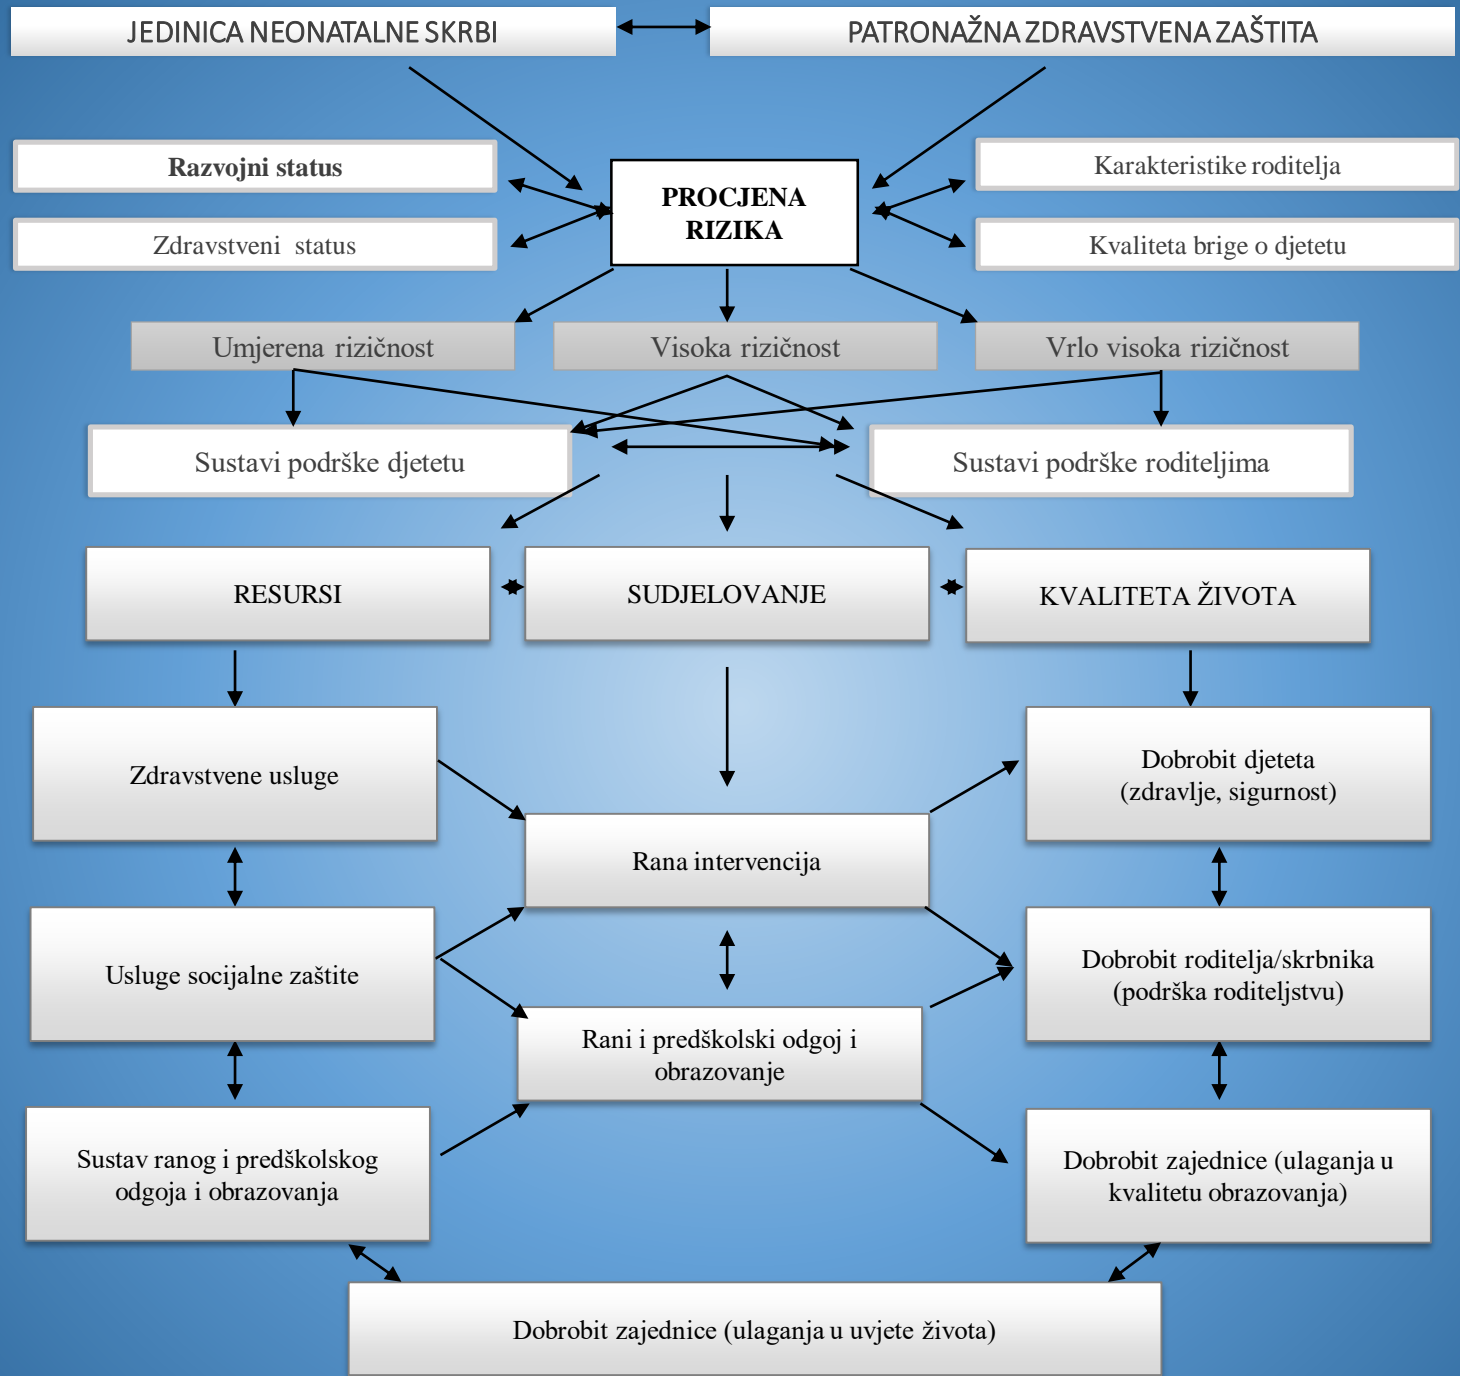 JEDINICA NEONATALNE SKRBI
PATRONAŽNA ZDRAVSTVENA ZAŠTITA
Razvojni status
Karakteristike roditelja
PROCJENA
RIZIKA
Zdravstveni status
Kvaliteta brige o djetetu
Umjerena rizičnost
Visoka rizičnost
Vrlo visoka rizičnost
Sustavi podrške djetetu
Sustavi podrške roditeljima
RESURSI
SUDJELOVANJE
KVALITETA ŽIVOTA
Zdravstvene usluge
Dobrobit djeteta
(zdravlje, sigurnost)
Rana intervencija
Usluge socijalne zaštite
Dobrobit roditelja/skrbnika
(podrška roditeljstvu)
Rani i predškolski odgoj i
obrazovanje
Sustav ranog i predškolskog
odgoja i obrazovanja
Dobrobit zajednice (ulaganja u
kvalitetu obrazovanja)
Dobrobit zajednice (ulaganja u uvjete života)